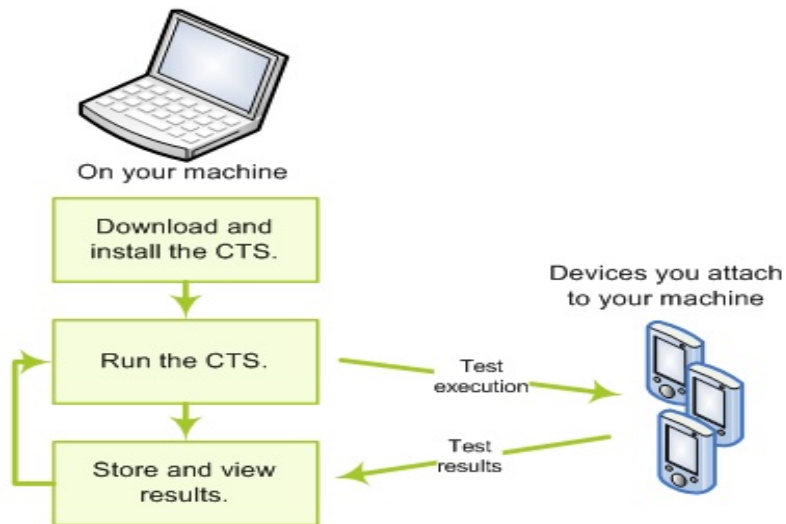 On your machine
Download and
install the CTS.
Run the CTS.
Store and view
results.
Devices you attach
to your machine
Test
execution
Test
results